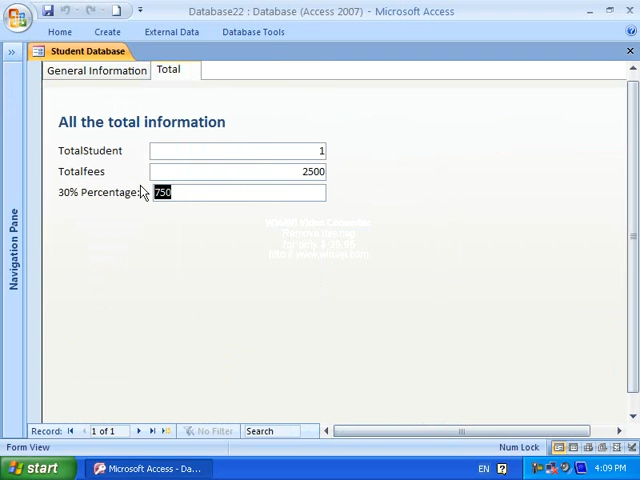 Database22 : Database (Access 2007) - Microsoft Access
Home Create External Data Database Tools
Student Database
General Information Total
All the total information
TotalStudent 1
Totalfees 2500
30% Percentage: 750
Navigation Pane
Record: 1 of 1 No Filter Search
Form View Num Lock
start Microsoft Access - Da... EN 4:09 PM